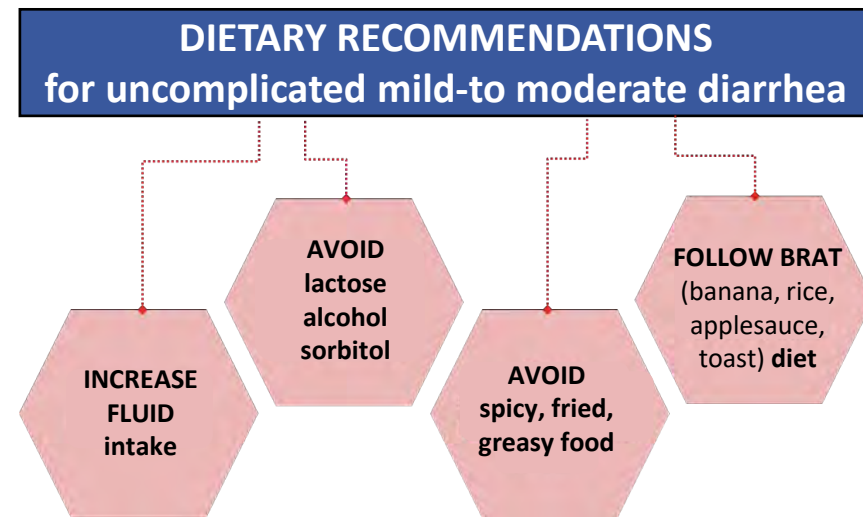 DIETARY RECOMMENDATIONS
for uncomplicated mild-to moderate diarrhea
INCREASE
FLUID
intake
AVOID
lactose
alcohol
sorbitol
AVOID
spicy, fried,
greasy food
FOLLOW BRAT
(banana, rice,
applesauce,
toast) diet